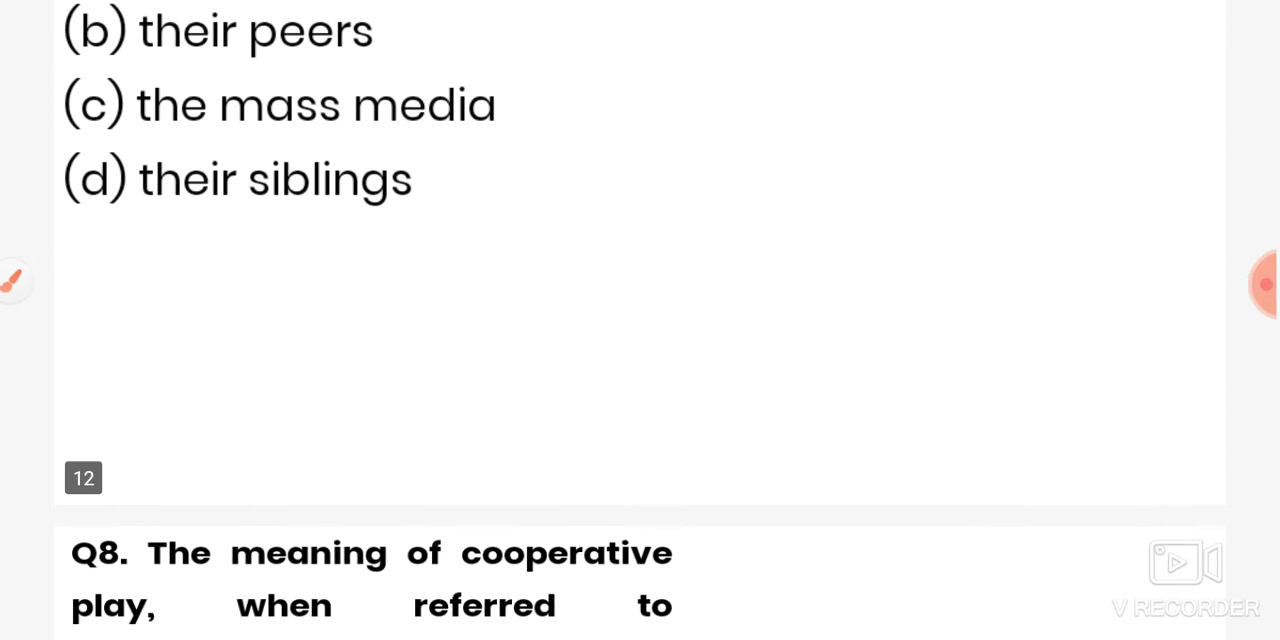 (b) their peers
(c) the mass media
(d) their siblings
12
Q8. The meaning of cooperative
play, when referred to
V RECORDER